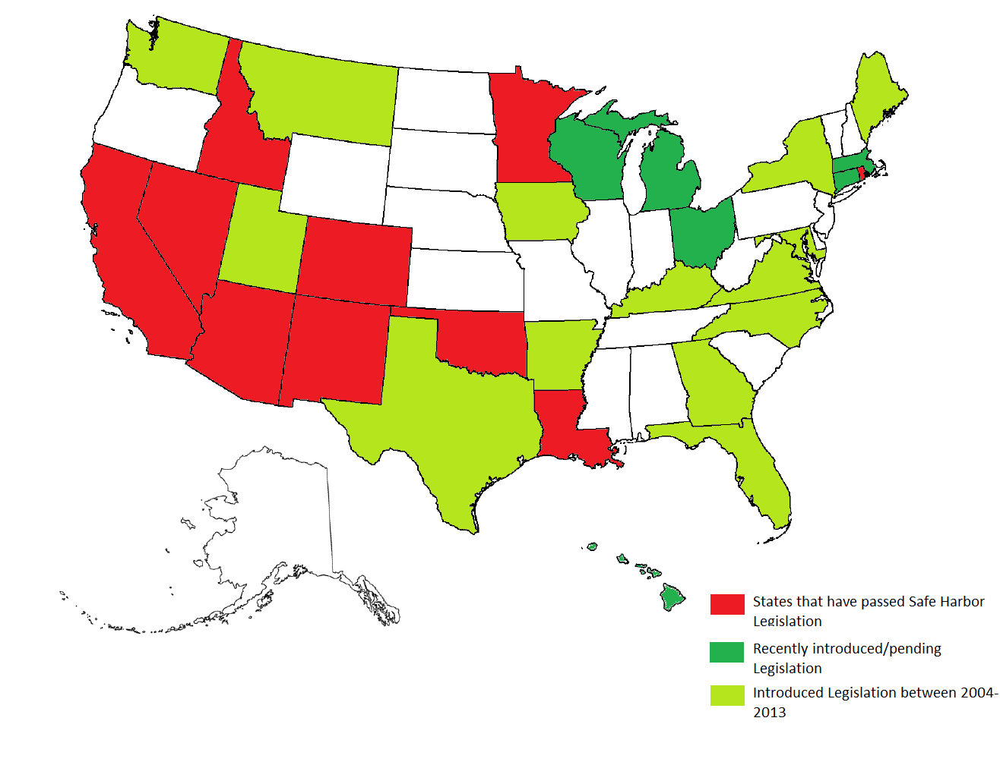 States that have passed Safe Harbor
Legislation
Recently introduced/pending
Legislation
Introduced Legislation between 2004-
2013